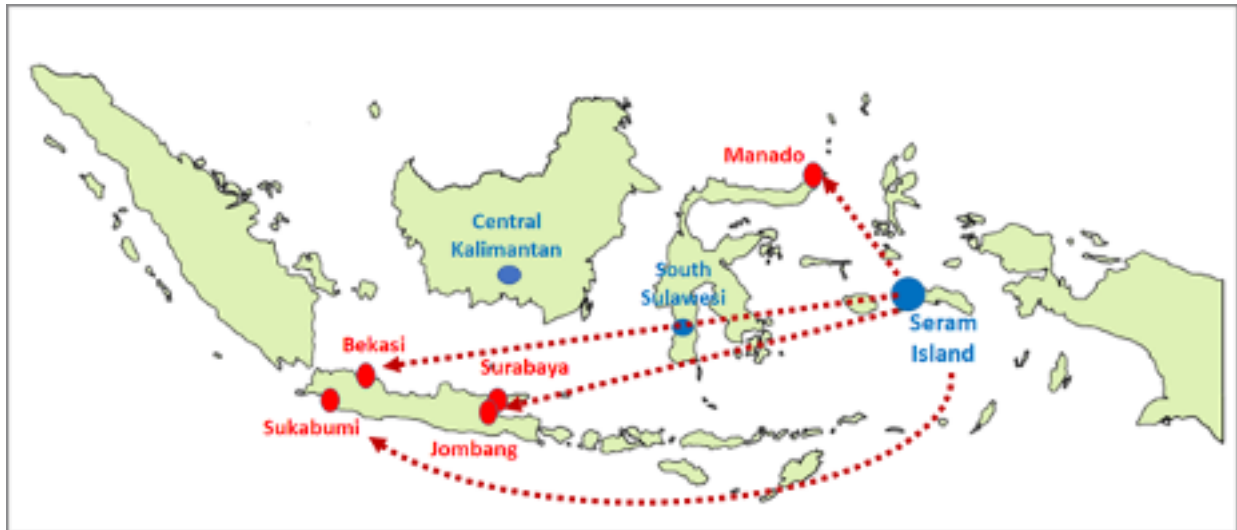 Manado
Central
Kalimantan
South
Sulawesi
Seram
Island
Bekasi
Surabaya
Sukabumi
Jombang